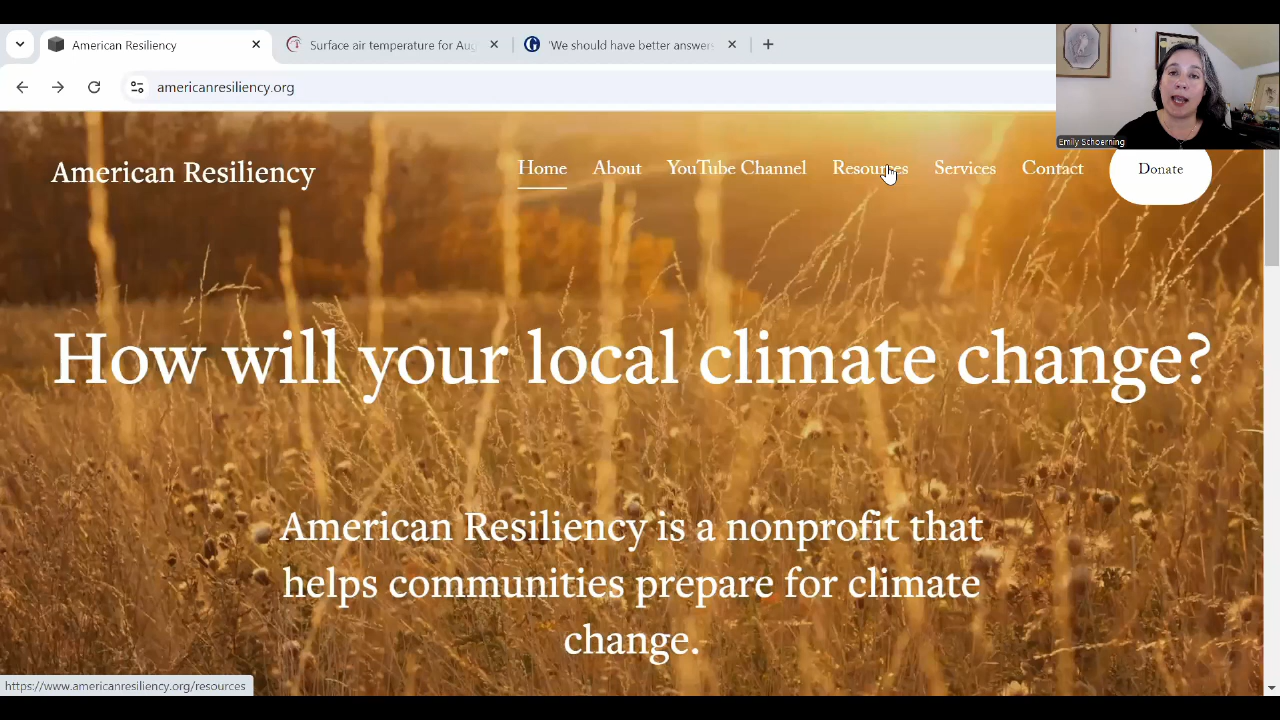 American Resiliency
Surface air temperature for Aug
'We should have better answers
americanresiliency.org
Emily Schoerning
American Resiliency
Home
About
YouTube Channel
Resources
Services
Contact
Donate
How will your local climate change?
American Resiliency is a nonprofit that
helps communities prepare for climate
change.
https://www.americanresiliency.org/resources